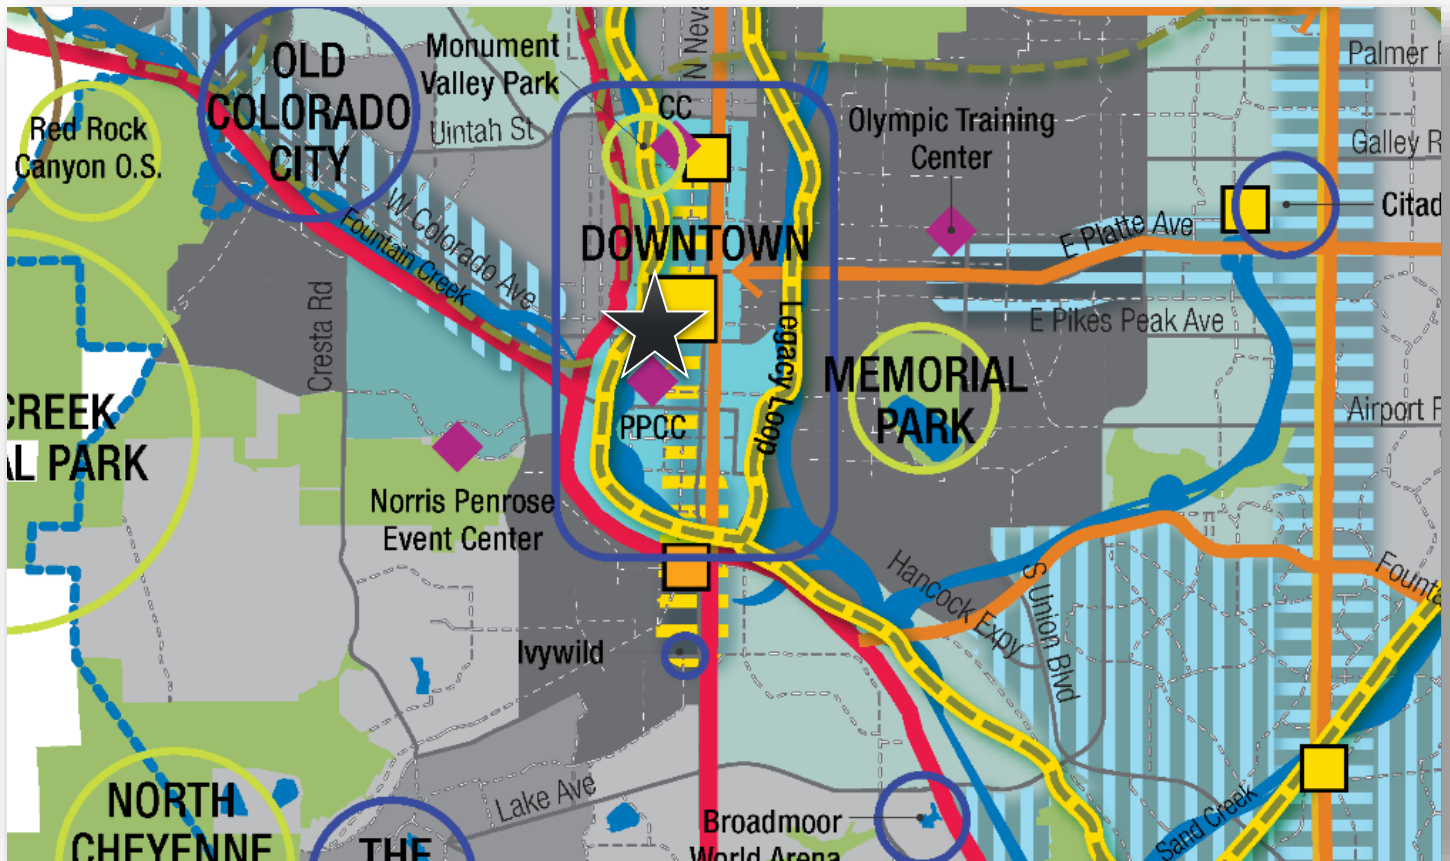 OLD
COLORADO
CITY
Monument
Valley Park
N Neva
Palmer
Red Rock
Canyon O.S.
Uintah St
CC
Olympic Training
Center
Galley R
W Colorado Ave
Fountain Creek
DOWNTOWN
E Platte Ave
Citad
Cresta Rd
Legacy Loop
E Pikes Peak Ave
MEMORIAL
PARK
CREEK
AL PARK
PPCC
Airport
Norris Penrose
Event Center
Hancock Expy
S Union Blvd
Founta
Ivywild
NORTH
CHEYENNE
THE
Lake Ave
Broadmoor
World Arena
Sand Creek